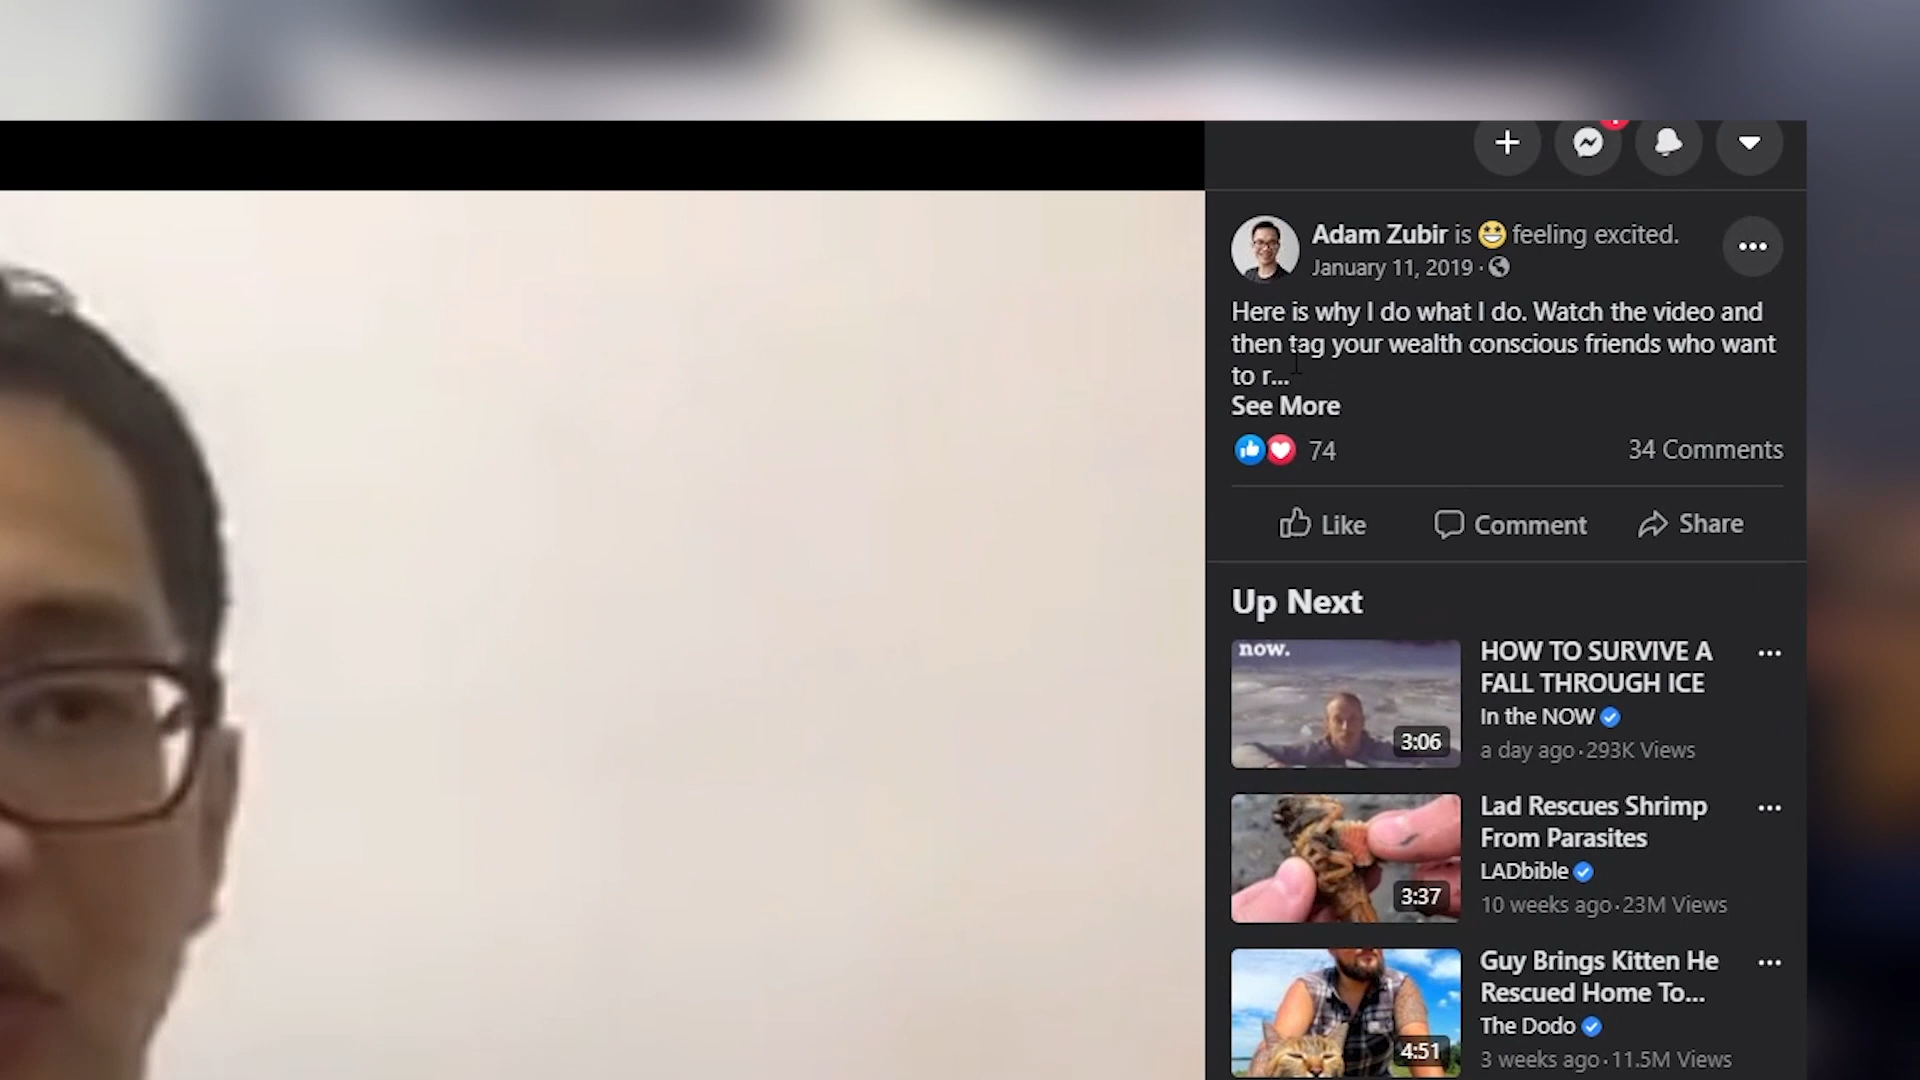 Adam Zubir is 😆 feeling excited.
January 11, 2019 ·
Here is why I do what I do. Watch the video and
then tag your wealth conscious friends who want
to r...
See More
74
34 Comments
Like
Comment
Share
Up Next
now.
3:06
HOW TO SURVIVE A
FALL THROUGH ICE
In the NOW
a day ago · 293K Views
3:37
Lad Rescues Shrimp
From Parasites
LADbible
10 weeks ago · 23M Views
4:51
Guy Brings Kitten He
Rescued Home To...
The Dodo
3 weeks ago · 11.5M Views